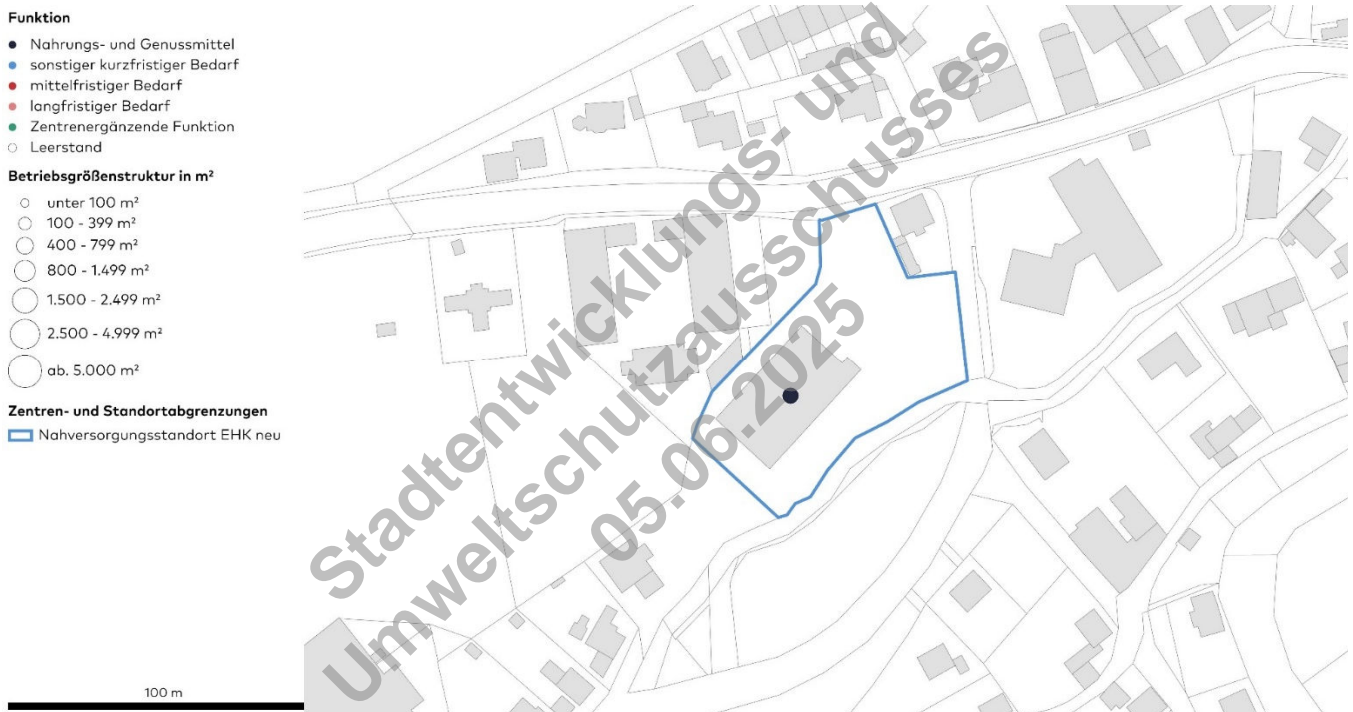 Funktion
Nahrungs- und Genussmittel
sonstiger kurzfristiger Bedarf
mittelfristiger Bedarf
langfristiger Bedarf
Zentrenergänzende Funktion
Leerstand
Betriebsgrößenstruktur in m²
unter 100 m²
100 - 399 m²
400 - 799 m²
800 - 1.499 m²
1.500 - 2.499 m²
2.500 - 4.999 m²
ab. 5.000 m²
Zentren- und Standortabgrenzungen
Nahversorgungsstandort EHK neu
100 m
Stadtentwicklungs- und
Umweltschutzausschusses
05.06.2025